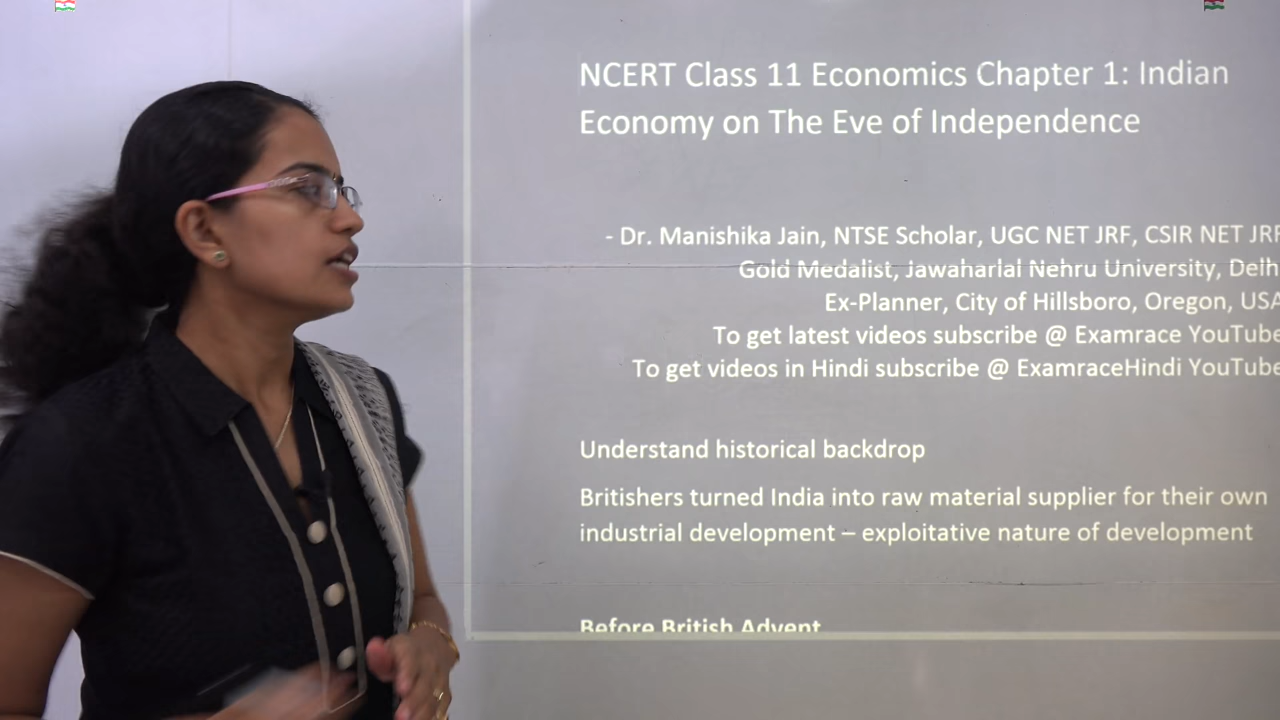 NCERT Class 11 Economics Chapter 1: Indian
Economy on The Eve of Independence
- Dr. Manishika Jain, NTSE Scholar, UGC NET JRF, CSIR NET JRF
Gold Medalist, Jawaharlal Nehru University, Delh
Ex-Planner, City of Hillsboro, Oregon, USA
To get latest videos subscribe @ Examrace YouTube
To get videos in Hindi subscribe @ ExamraceHindi YouTube
Understand historical backdrop
Britishers turned India into raw material supplier for their own
industrial development – exploitative nature of development
Before British Advent